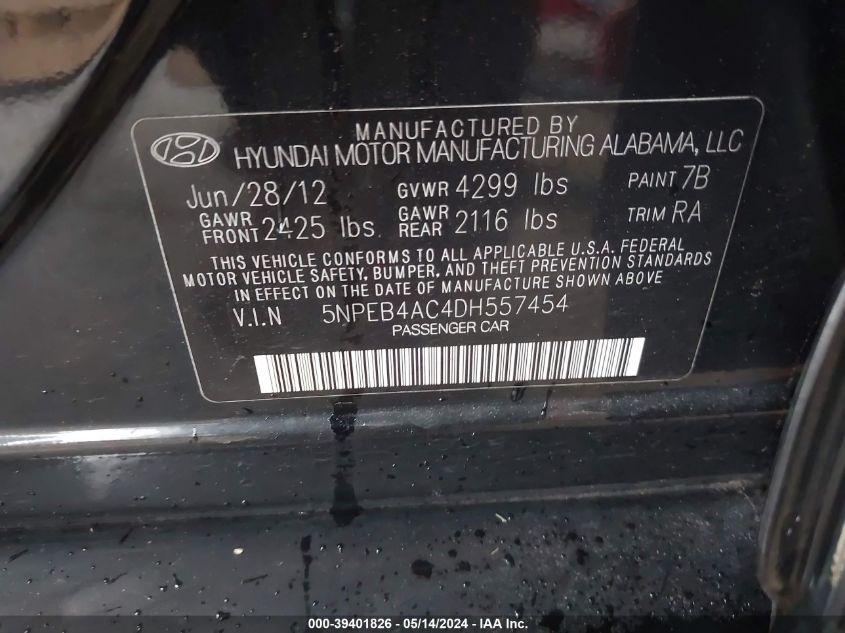 MANUFACTURED BY
HYUNDAI MOTOR MANUFACTURING ALABAMA, LLC
Jun/28/12 GVWR 4299 lbs PAINT 7B
GAWR FRONT 2425 lbs. GAWR REAR 2116 lbs TRIM RA
THIS VEHICLE CONFORMS TO ALL APPLICABLE U.S.A. FEDERAL
MOTOR VEHICLE SAFETY, BUMPER, AND THEFT PREVENTION STANDARDS
IN EFFECT ON THE DATE OF MANUFACTURE SHOWN ABOVE
V.I.N 5NPEB4AC4DH557454
PASSENGER CAR
000-39401826 - 05/14/2024 - IAA Inc.